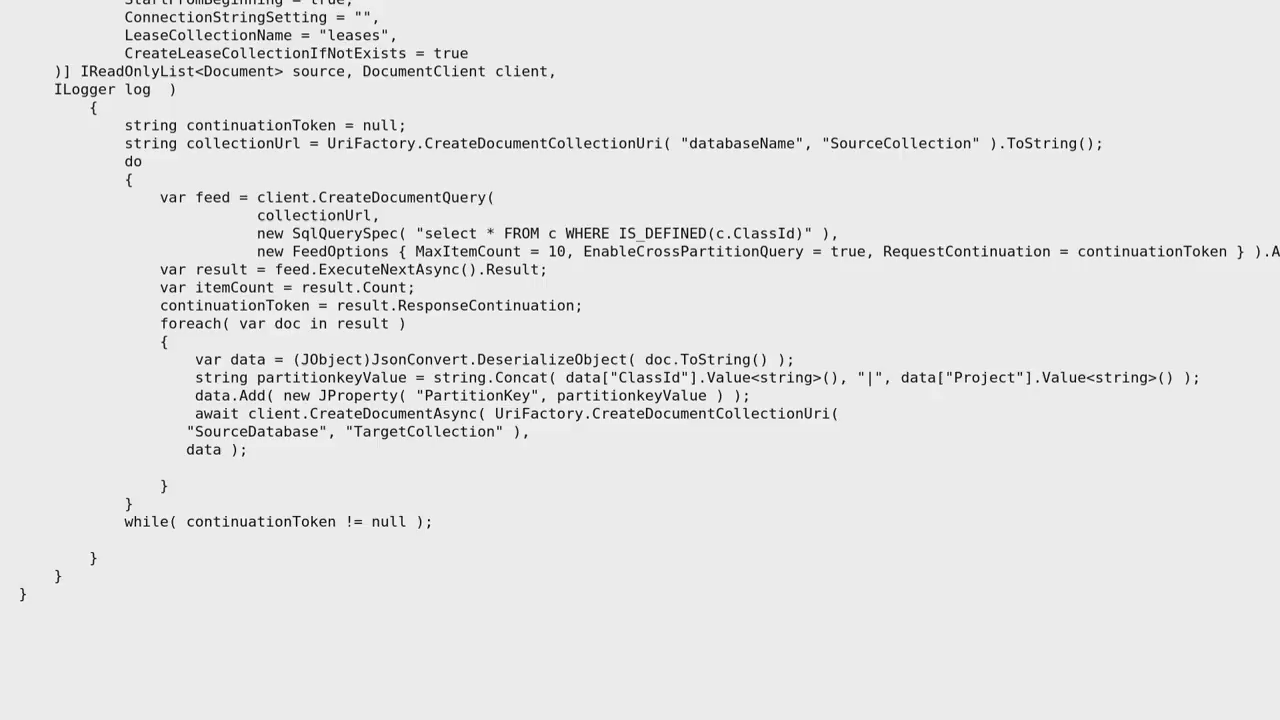 StartFromBeginning = true,
ConnectionStringSetting = "",
LeaseCollectionName = "leases",
CreateLeaseCollectionIfNotExists = true
)] IReadOnlyList<Document> source, DocumentClient client,
ILogger log  )
{
string continuationToken = null;
string collectionUrl = UriFactory.CreateDocumentCollectionUri( "databaseName", "SourceCollection" ).ToString();
do
{
var feed = client.CreateDocumentQuery(
collectionUrl,
new SqlQuerySpec( "select * FROM c WHERE IS_DEFINED(c.ClassId)" ),
new FeedOptions { MaxItemCount = 10, EnableCrossPartitionQuery = true, RequestContinuation = continuationToken } ).A
var result = feed.ExecuteNextAsync().Result;
var itemCount = result.Count;
continuationToken = result.ResponseContinuation;
foreach( var doc in result )
{
var data = (JObject)JsonConvert.DeserializeObject( doc.ToString() );
string partitionkeyValue = string.Concat( data["ClassId"].Value<string>(), "|", data["Project"].Value<string>() );
data.Add( new JProperty( "PartitionKey", partitionkeyValue ) );
await client.CreateDocumentAsync( UriFactory.CreateDocumentCollectionUri(
"SourceDatabase", "TargetCollection" ),
data );
}
}
while( continuationToken != null );
}
}
}